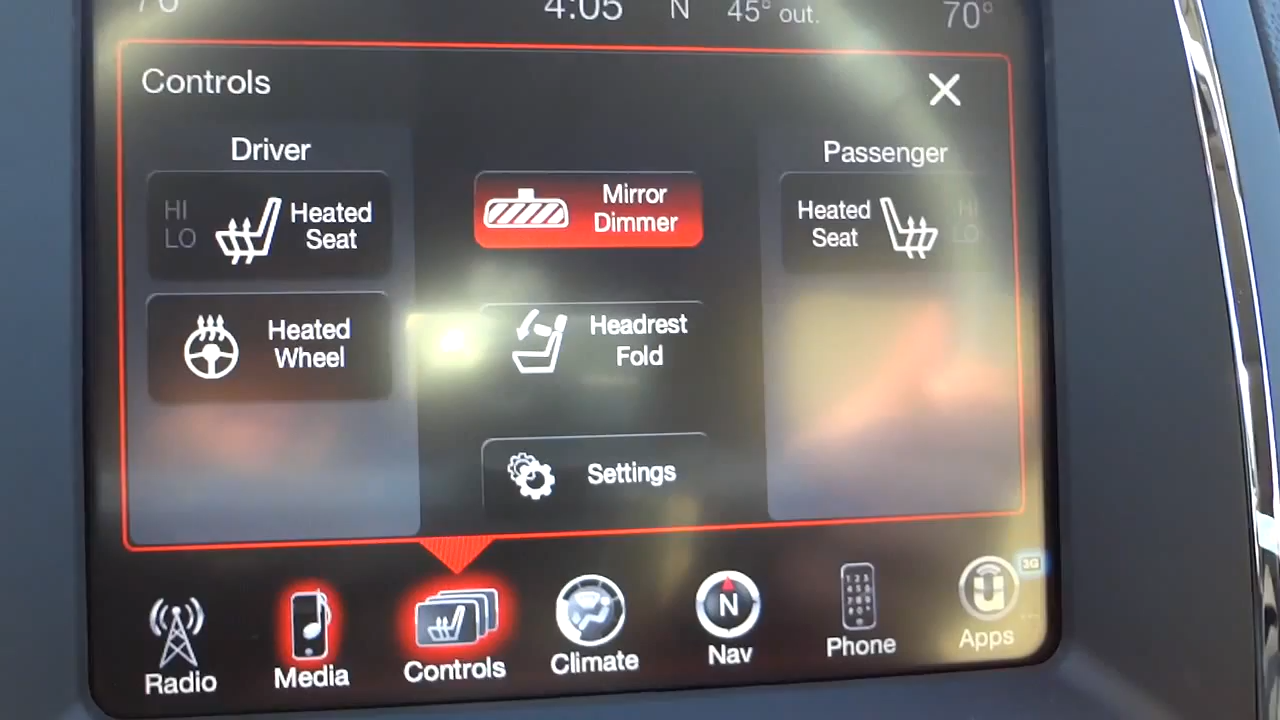 70
4:05 N 45° out. 70°
Controls
Driver
Passenger
HI
LO
Heated
Seat
Mirror
Dimmer
Heated
Seat
HI
LO
Heated
Wheel
Headrest
Fold
Settings
N
3G
Radio
Media
Controls
Climate
Nav
Phone
Apps